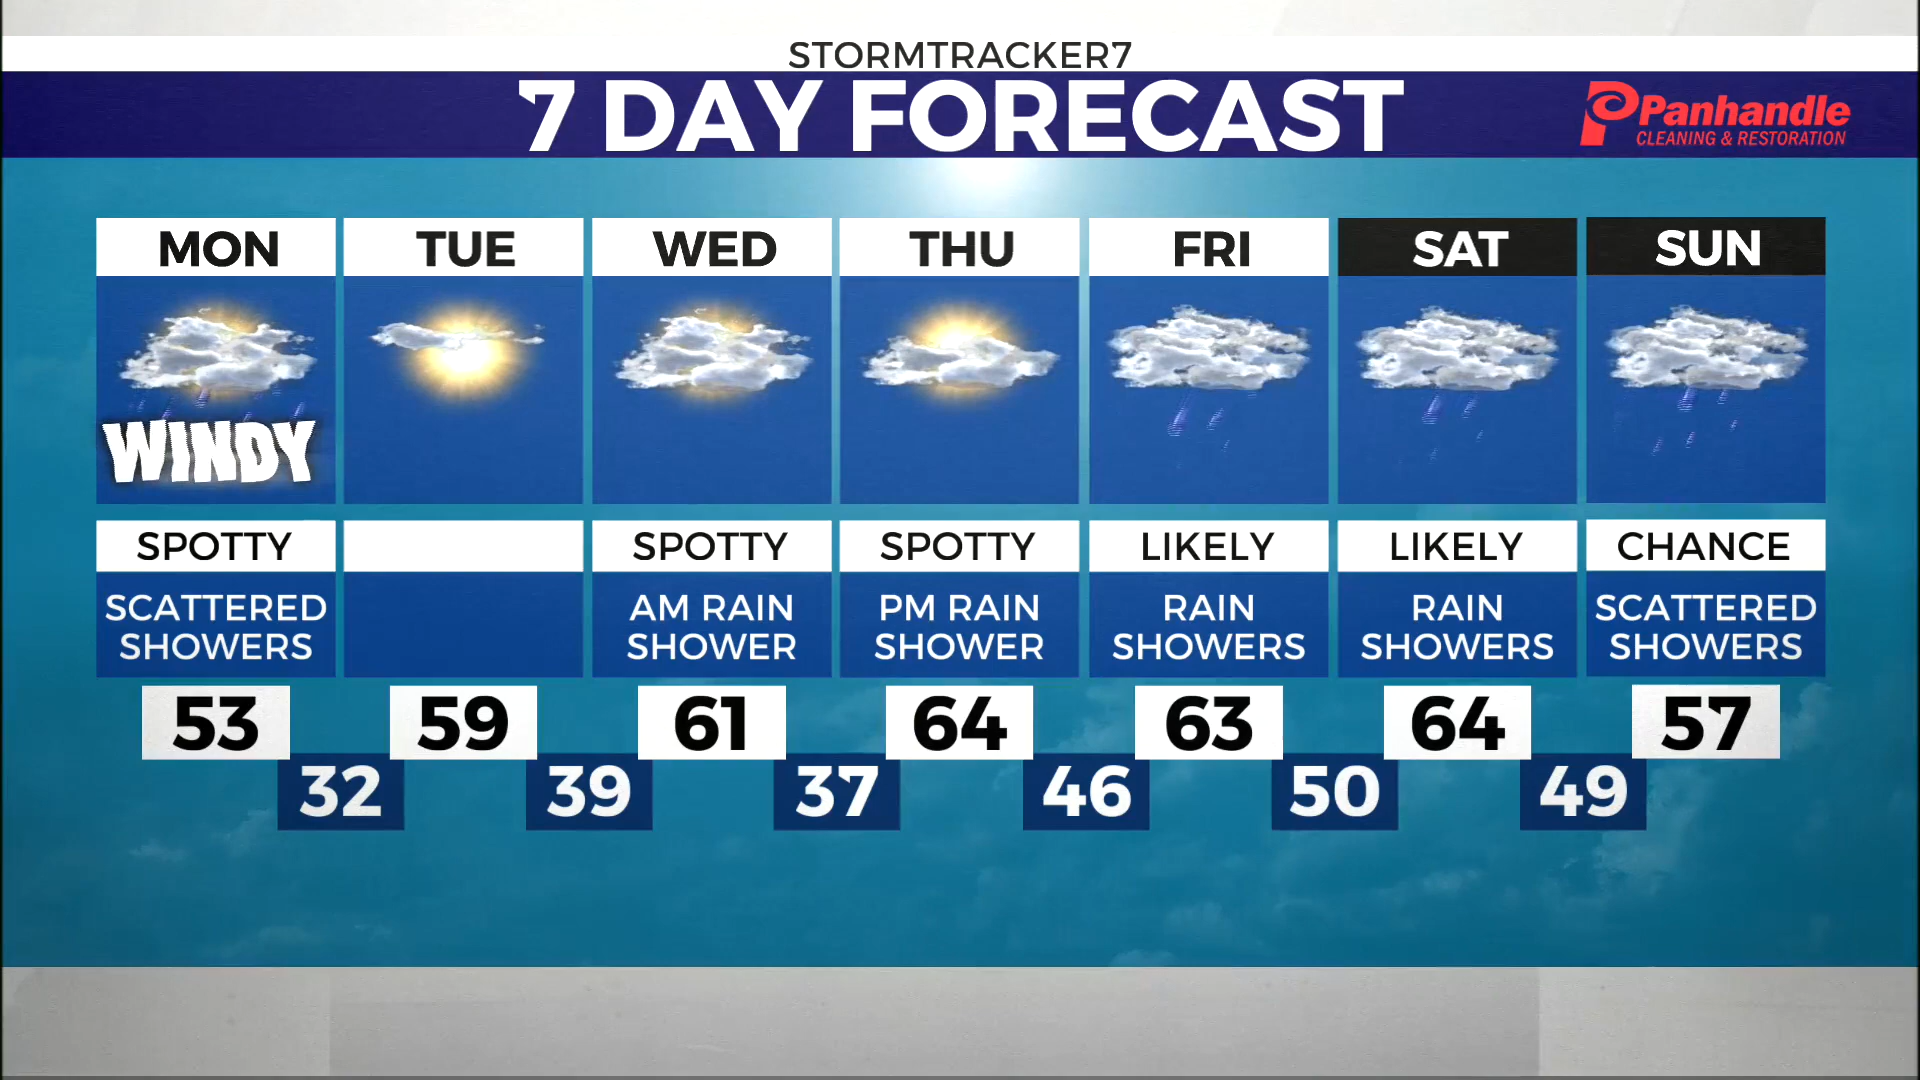 STORMTRACKER7
7 DAY FORECAST
Panhandle
CLEANING & RESTORATION
MON
TUE
WED
THU
FRI
SAT
SUN
WINDY
SPOTTY
SPOTTY
SPOTTY
LIKELY
LIKELY
CHANCE
SCATTERED
SHOWERS
AM RAIN
SHOWER
PM RAIN
SHOWER
RAIN
SHOWERS
RAIN
SHOWERS
SCATTERED
SHOWERS
53
59
61
64
63
64
57
32
39
37
46
50
49